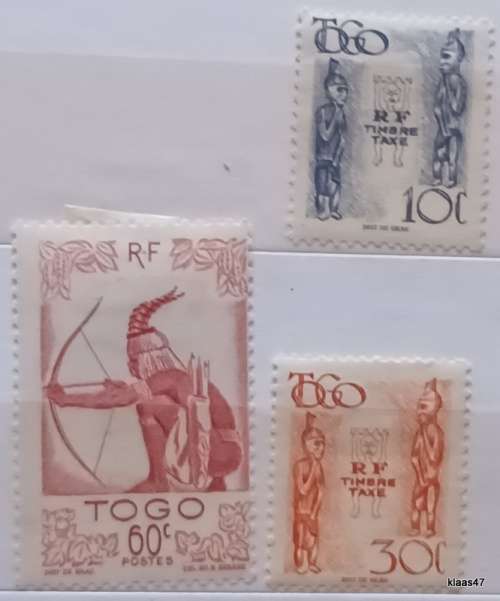 TOGO
RF
TIMBRE
TAXE
10C
RF
TOGO
60c
POSTES
TOGO
RF
TIMBRE
TAXE
30C
klaas47